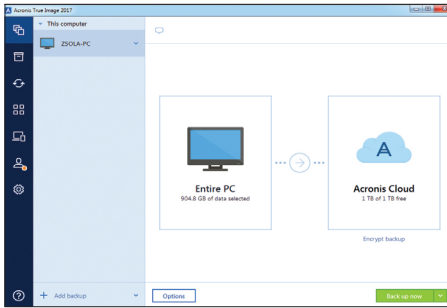 Acronis True Image 2017
This computer
ZSOLA-PC
Entire PC
904.8 GB of data selected
Acronis Cloud
1 TB of 1 TB free
Encrypt backup
+ Add backup
Options
Back up now